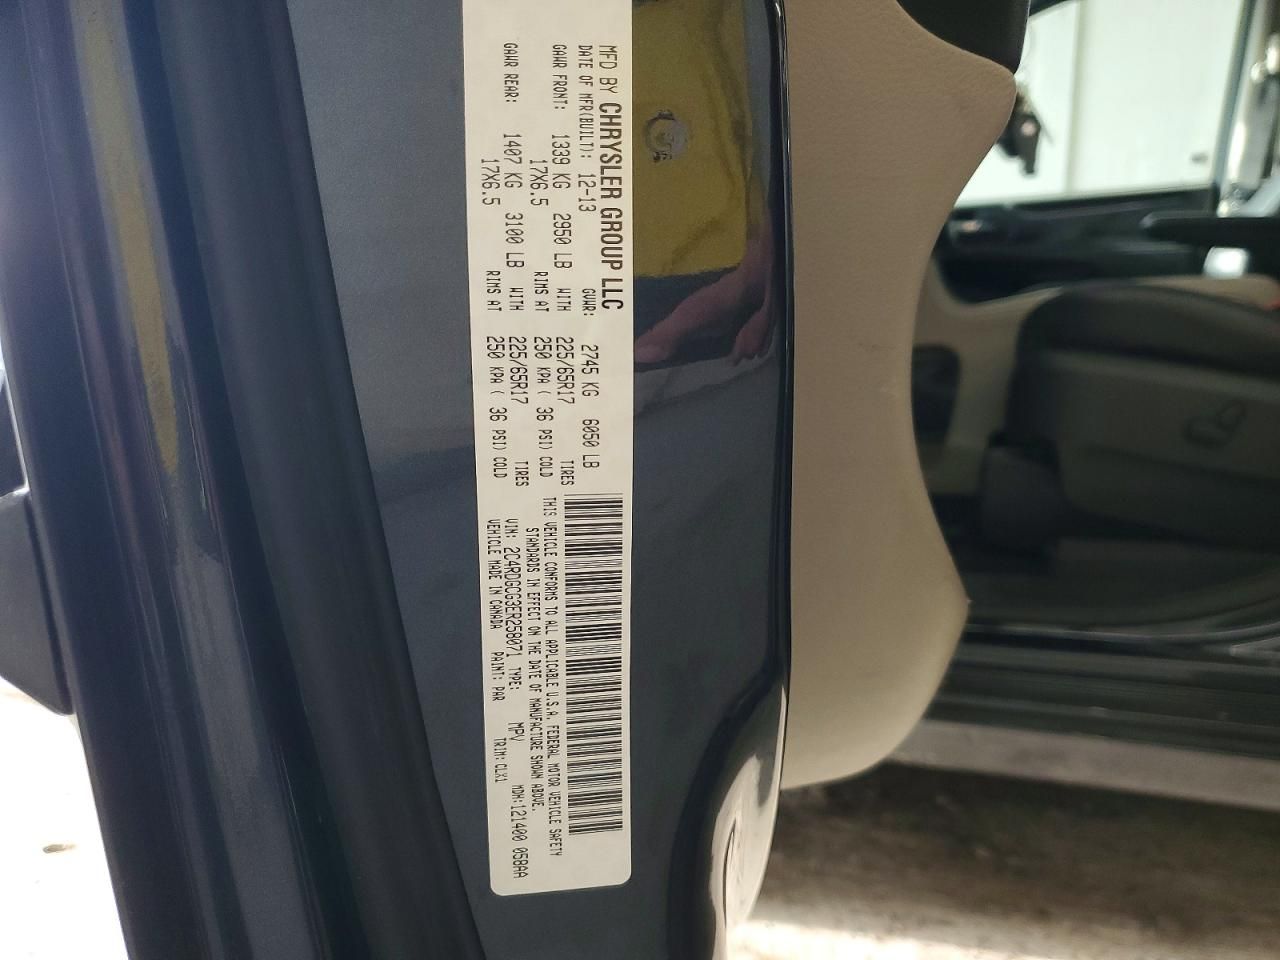 MFD BY CHRYSLER GROUP LLC
DATE OF MFR(BUILT): 12-13 GVWR: 2745 KG 6050 LB
GAWR FRONT: 1339 KG 2950 LB WITH 225/65R17 TIRES
17X6.5 RIMS AT 250 KPA ( 36 PSI) COLD
GAWR REAR: 1407 KG 3100 LB WITH 225/65R17 TIRES
17X6.5 RIMS AT 250 KPA ( 36 PSI) COLD
THIS VEHICLE CONFORMS TO ALL APPLICABLE U.S.A. FEDERAL MOTOR VEHICLE SAFETY
STANDARDS IN EFFECT ON THE DATE OF MANUFACTURE SHOWN ABOVE.
VIN: 2C4RDGCG3ER258071 TYPE: MPV MDH:121400 058AA
VEHICLE MADE IN CANADA PAINT: PAR TRIM:CLX1